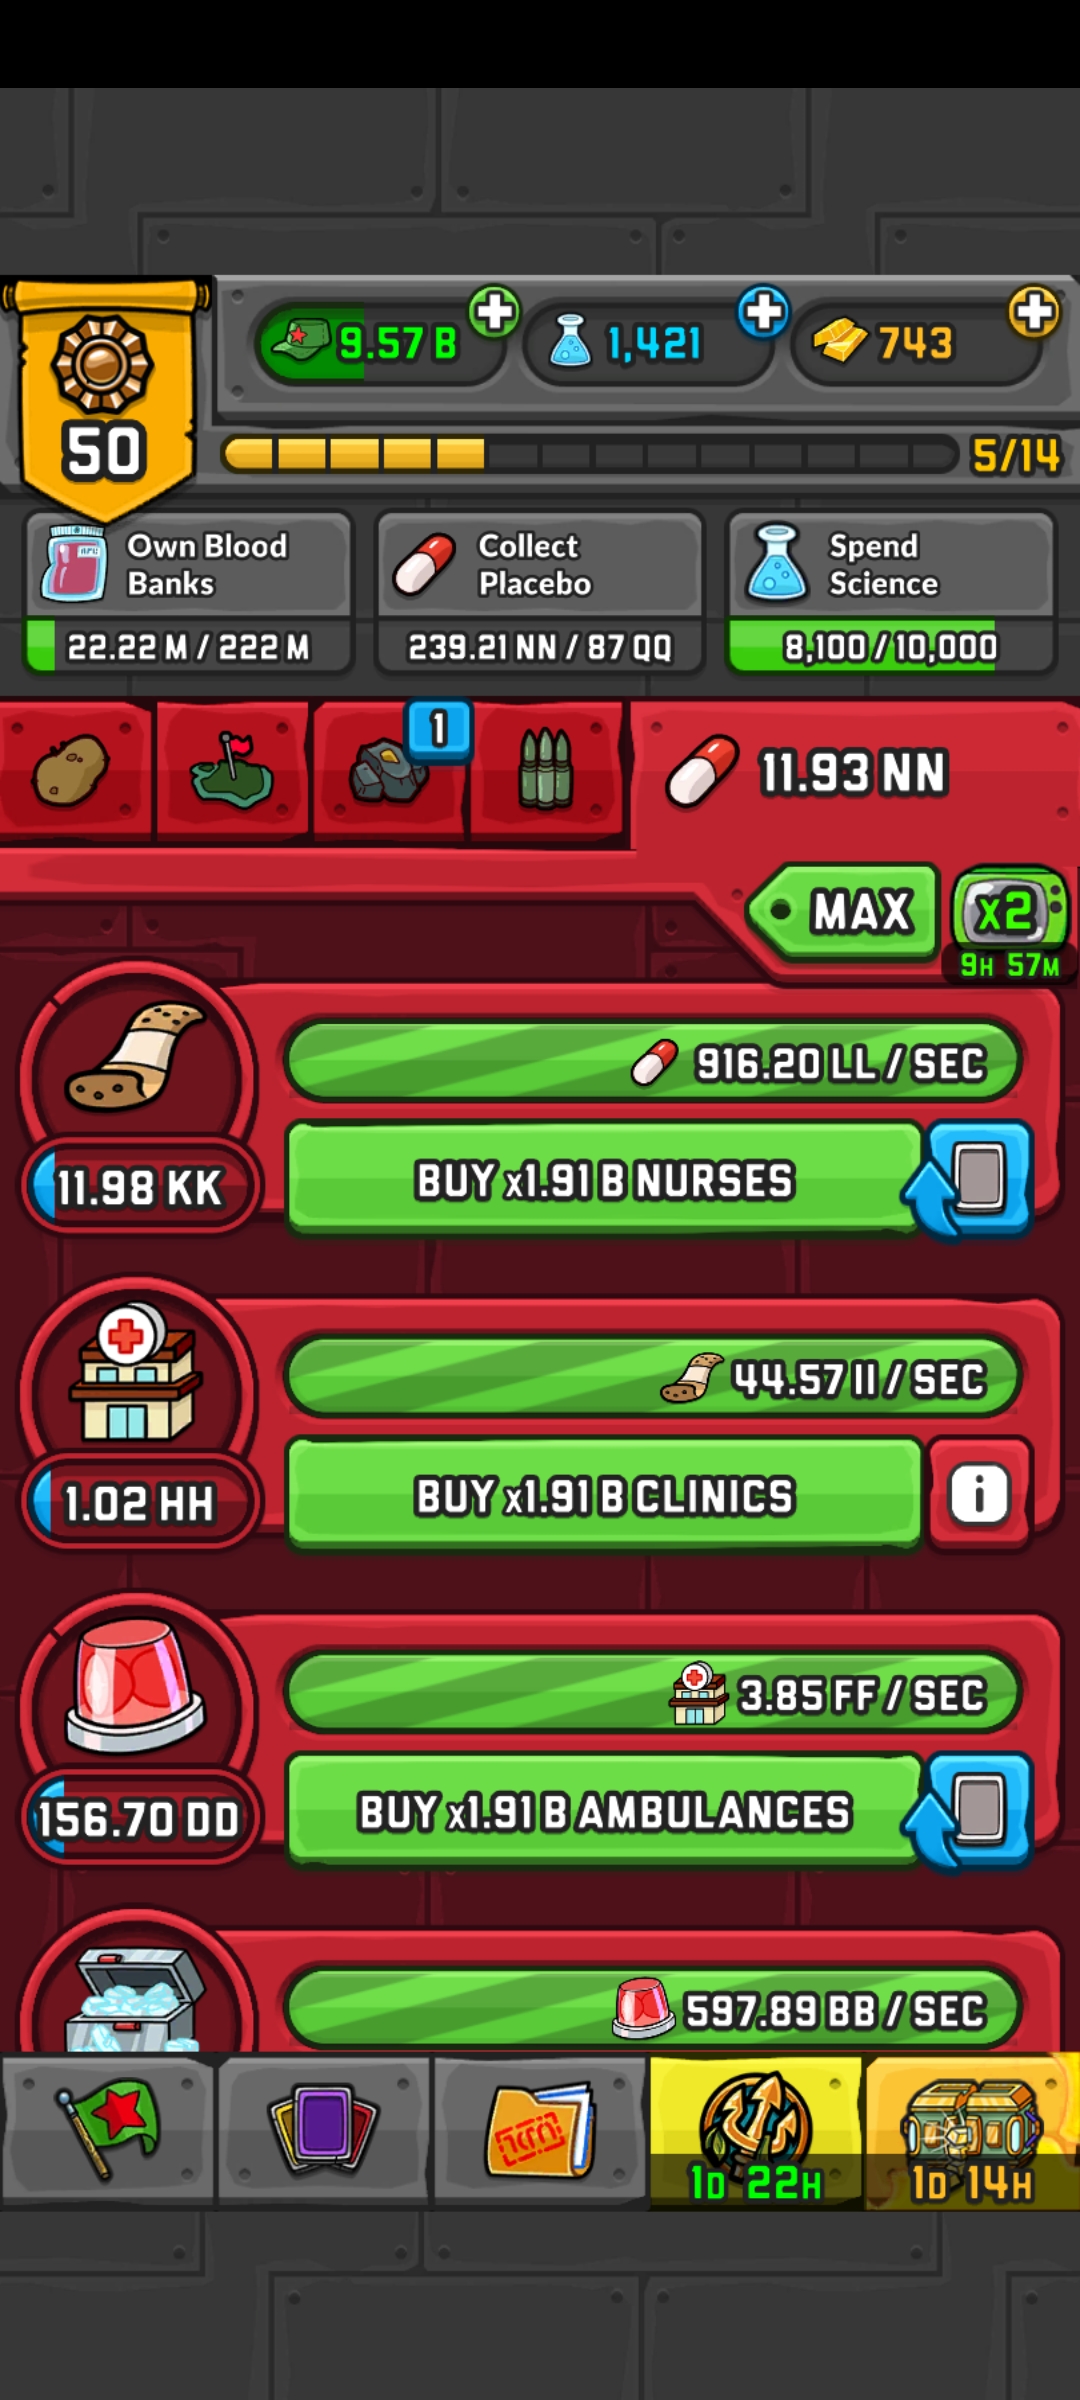 9.57 B
1,421
743
50
5/14
Own Blood
Banks
22.22 M / 222 M
Collect
Placebo
239.21 NN / 87 QQ
Spend
Science
8,100 / 10,000
1
11.93 NN
MAX
x2
9H 57M
916.20 LL / SEC
11.98 KK
BUY x1.91 B NURSES
44.57 II / SEC
1.02 HH
BUY x1.91 B CLINICS
i
3.85 FF / SEC
156.70 DD
BUY x1.91 B AMBULANCES
597.89 BB / SEC
1D 22H
1D 14H